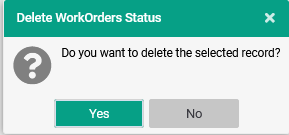 Delete WorkOrders Status
Do you want to delete the selected record?
Yes
No